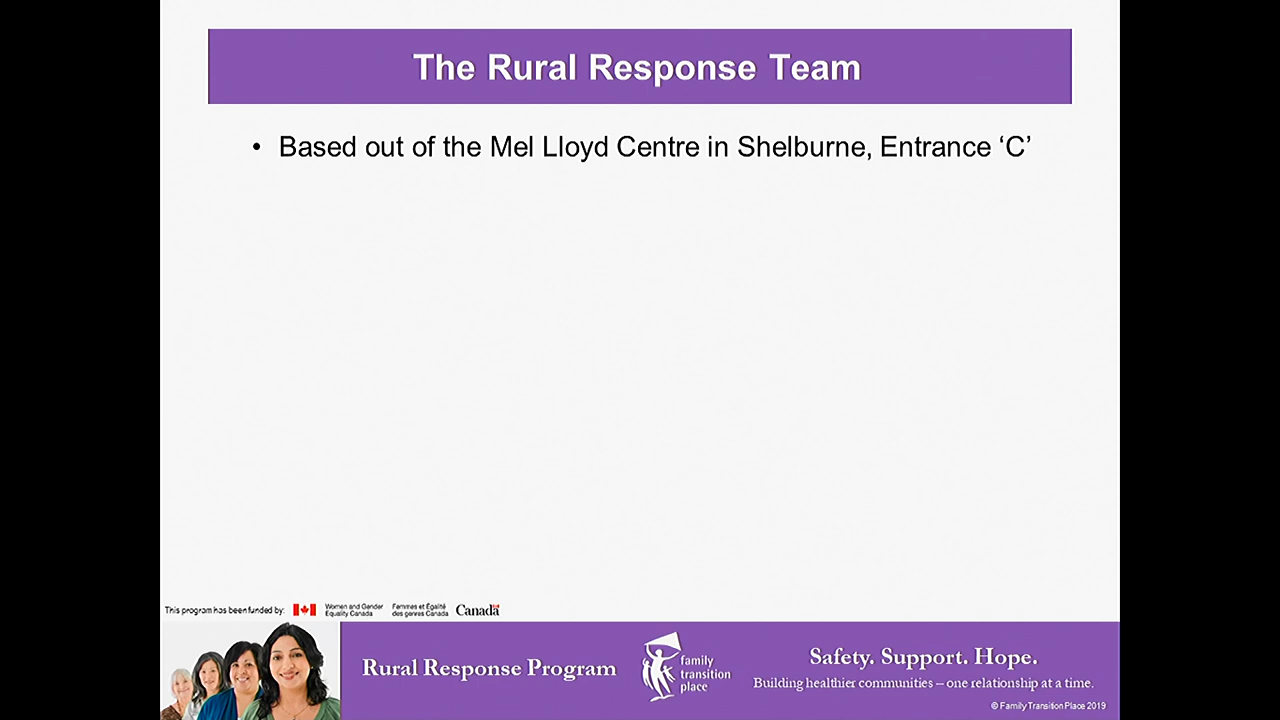 The Rural Response Team
• Based out of the Mel Lloyd Centre in Shelburne, Entrance ‘C’
This program has been funded by:
Women and Gender
Equality Canada
Femmes et Égalité
des genres Canada
Canada
Rural Response Program
family
transition
place
Safety. Support. Hope.
Building healthier communities – one relationship at a time.
© Family Transition Place 2019